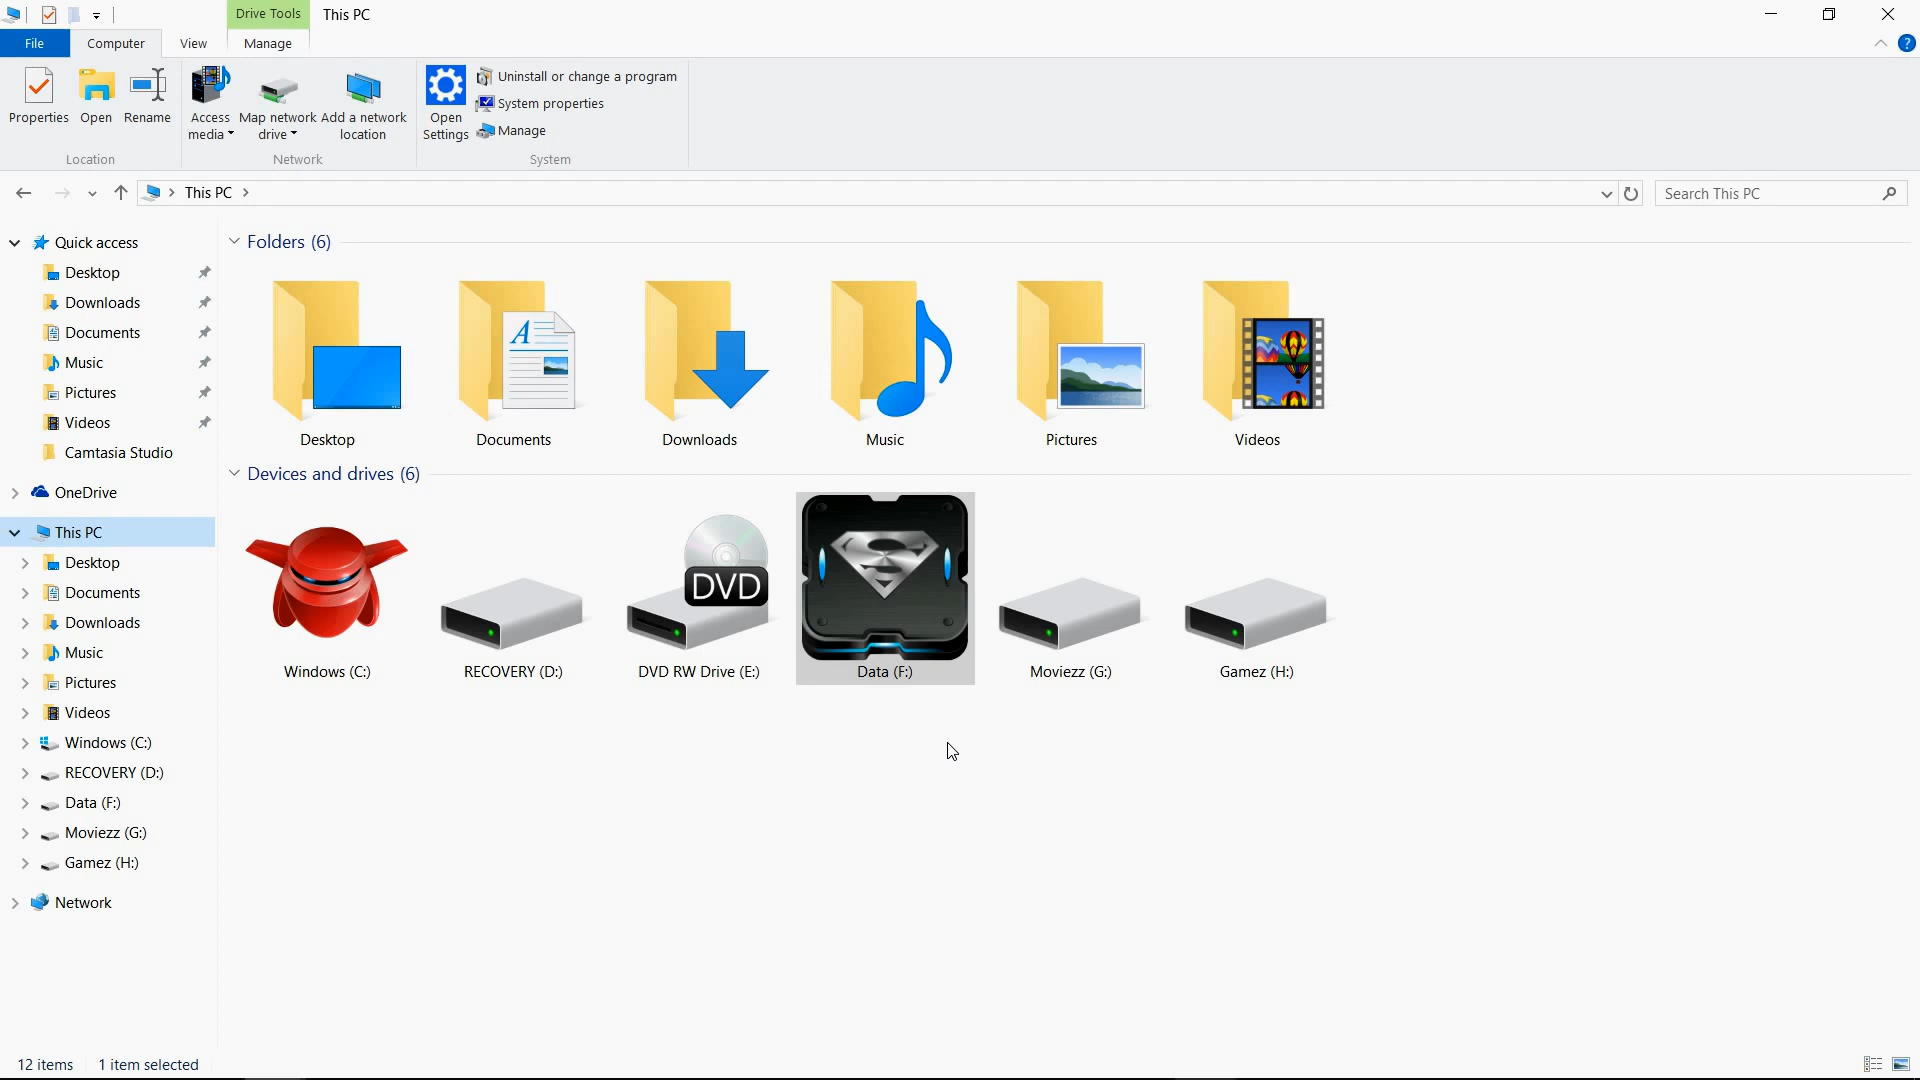 Drive Tools This PC
File Computer View Manage
Properties Open Rename Access media Map network drive Add a network location Open Settings
Uninstall or change a program
System properties
Manage
Location Network System
This PC Search This PC
Quick access
Desktop
Downloads
Documents
Music
Pictures
Videos
Camtasia Studio
OneDrive
This PC
Desktop
Documents
Downloads
Music
Pictures
Videos
Windows (C:)
RECOVERY (D:)
Data (F:)
Moviezz (G:)
Gamez (H:)
Network
Folders (6)
A
Desktop Documents Downloads Music Pictures Videos
Devices and drives (6)
DVD
Windows (C:) RECOVERY (D:) DVD RW Drive (E:) Data (F:) Moviezz (G:) Gamez (H:)
12 items 1 item selected